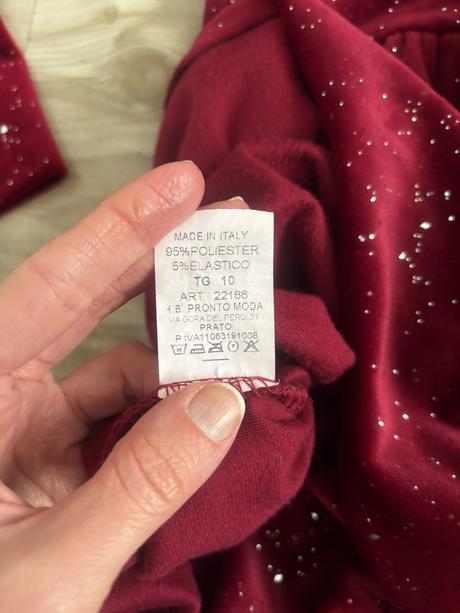 MADE IN ITALY
95%POLIESTER
5%ELASTICO
TG 10
ART. 22166
H.B. PRONTO MODA
VIA GORA DEL PERO, 31
PRATO
P.IVA11063191008